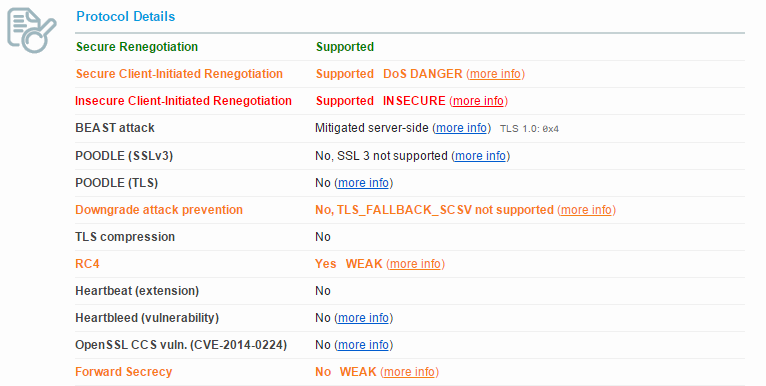 Protocol Details
Secure Renegotiation Supported
Secure Client-Initiated Renegotiation Supported DoS DANGER (more info)
Insecure Client-Initiated Renegotiation Supported INSECURE (more info)
BEAST attack Mitigated server-side (more info) TLS 1.0: 0x4
POODLE (SSLv3) No, SSL 3 not supported (more info)
POODLE (TLS) No (more info)
Downgrade attack prevention No, TLS_FALLBACK_SCSV not supported (more info)
TLS compression No
RC4 Yes WEAK (more info)
Heartbeat (extension) No
Heartbleed (vulnerability) No (more info)
OpenSSL CCS vuln. (CVE-2014-0224) No (more info)
Forward Secrecy No WEAK (more info)